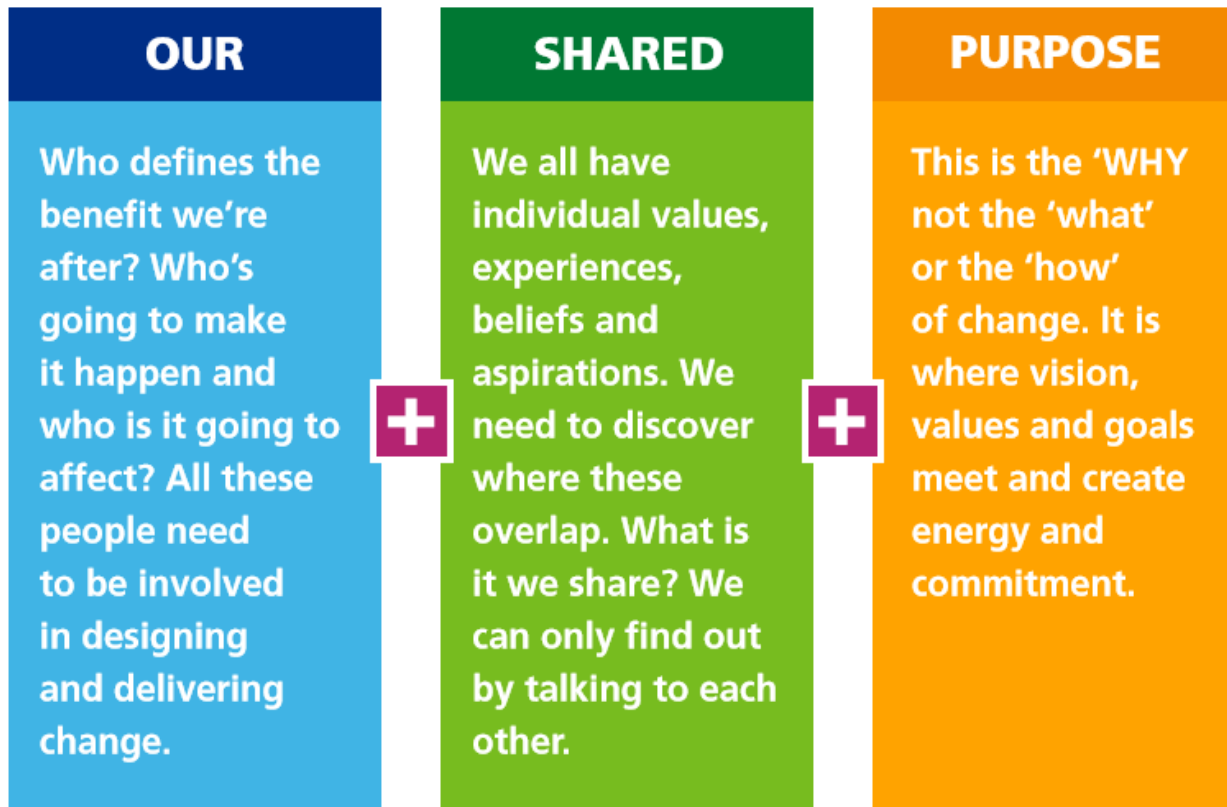 OUR
Who defines the
benefit we're
after? Who's
going to make
it happen and
who is it going to
affect? All these
people need
to be involved
in designing
and delivering
change.
+
SHARED
We all have
individual values,
experiences,
beliefs and
aspirations. We
need to discover
where these
overlap. What is
it we share? We
can only find out
by talking to each
other.
+
PURPOSE
This is the ‘WHY
not the ‘what’
or the ‘how’
of change. It is
where vision,
values and goals
meet and create
energy and
commitment.